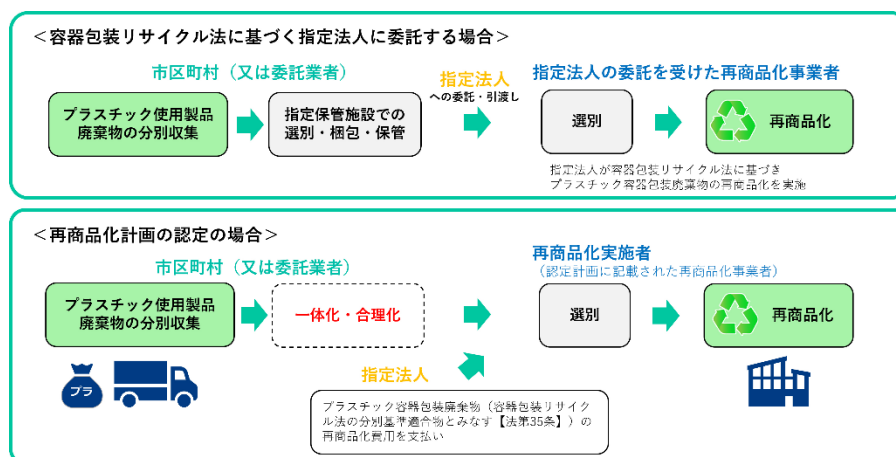 ＜容器包装リサイクル法に基づく指定法人に委託する場合＞
市区町村（又は委託業者）
指定法人
への委託・引渡し
指定法人の委託を受けた再商品化事業者
プラスチック使用製品
廃棄物の分別収集
指定保管施設での
選別・梱包・保管
選別
再商品化
指定法人が容器包装リサイクル法に基づき
プラスチック容器包装廃棄物の再商品化を実施
＜再商品化計画の認定の場合＞
市区町村（又は委託業者）
再商品化実施者
（認定計画に記載された再商品化事業者）
プラスチック使用製品
廃棄物の分別収集
一体化・合理化
選別
再商品化
プラ
指定法人
プラスチック容器包装廃棄物（容器包装リサイク
ル法の分別基準適合物とみなす【法第35条】）の
再商品化費用を支払い